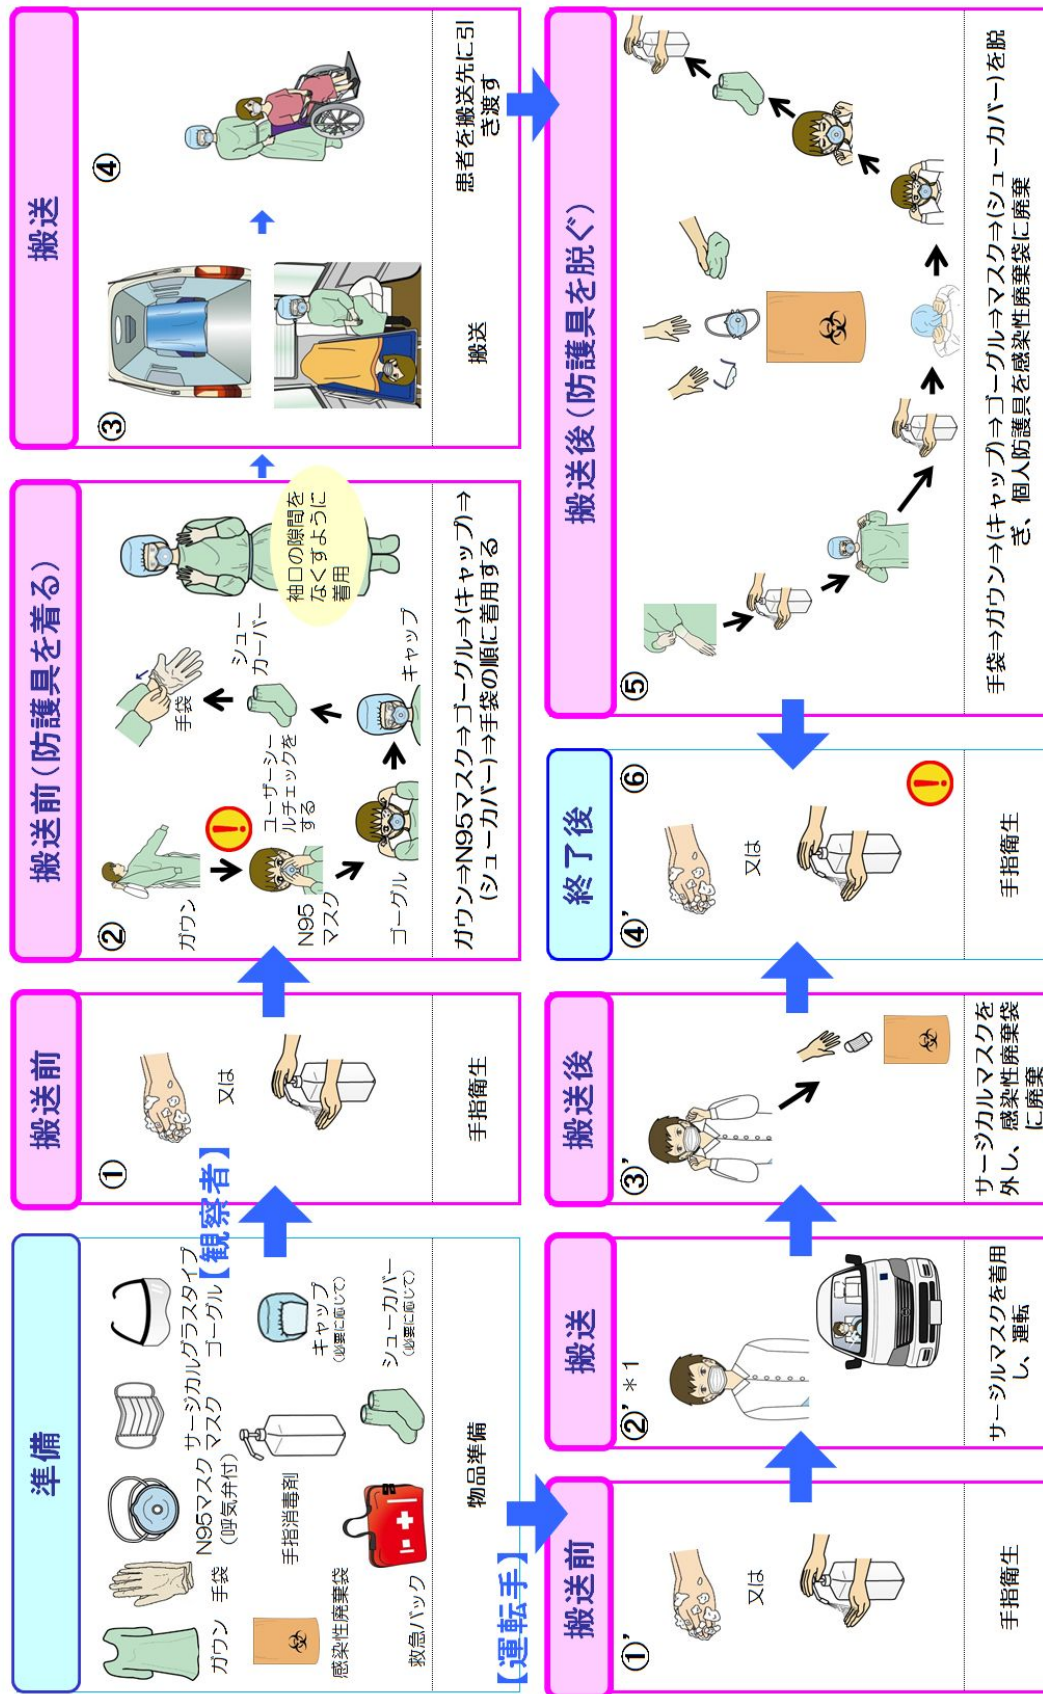 準備
ガウン
手袋
N95マスク
（呼気弁付）
サージカル
マスク
グラスタイプ
ゴーグル
感染性廃棄袋
手指消毒剤
キャップ
（必要に応じて）
救急バック
シューカバー
（必要に応じて）
物品準備
【観察者】
搬送前
①
又は
手指衛生
搬送前（防護具を着る）
②
ガウン
N95
マスク
ユーザーシー
ルチェックを
する
ゴーグル
キャップ
シュー
カーバー
手袋
袖口の隙間を
なくすように
着用
ガウン⇒N95マスク⇒ゴーグル⇒(キャップ)⇒
(シューカバー)⇒手袋の順に着用する
搬送
③
④
搬送
患者を搬送先に引
き渡す
【運転手】
搬送前
①’
又は
手指衛生
搬送
②’＊1
サージルマスクを着用
し、運転
搬送後
③’
サージカルマスクを
外し、感染性廃棄袋
に廃棄
終了後
④’
⑥
又は
手指衛生
搬送後（防護具を脱ぐ）
⑤
手袋⇒ガウン⇒(キャップ)⇒ゴーグル⇒マスク⇒(シューカバー)を脱
ぎ、個人防護具を感染性廃棄袋に廃棄